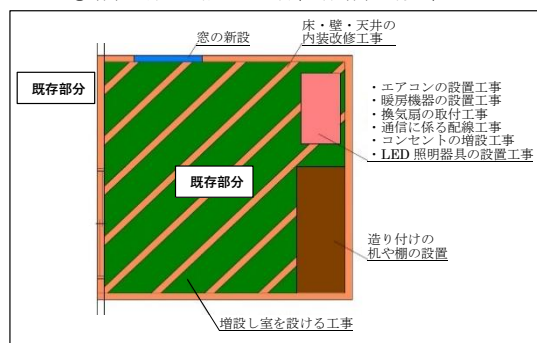 窓の新設
床・壁・天井の
内装改修工事
既存部分
・エアコンの設置工事
・暖房機器の設置工事
・換気扇の取付工事
・通信に係る配線工事
・コンセントの増設工事
・LED 照明器具の設置工事
既存部分
造り付けの
机や棚の設置
増設し室を設ける工事